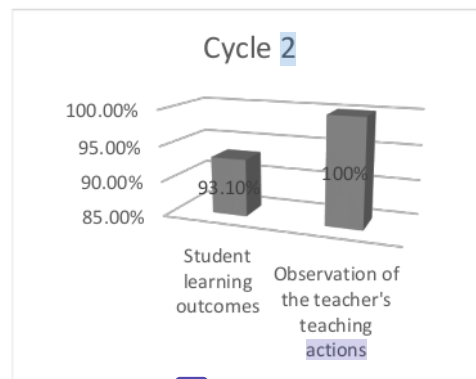 Cycle 2
100.00%
95.00%
90.00%
85.00%
93.10%
100%
Student
learning
outcomes
Observation of
the teacher's
teaching
actions